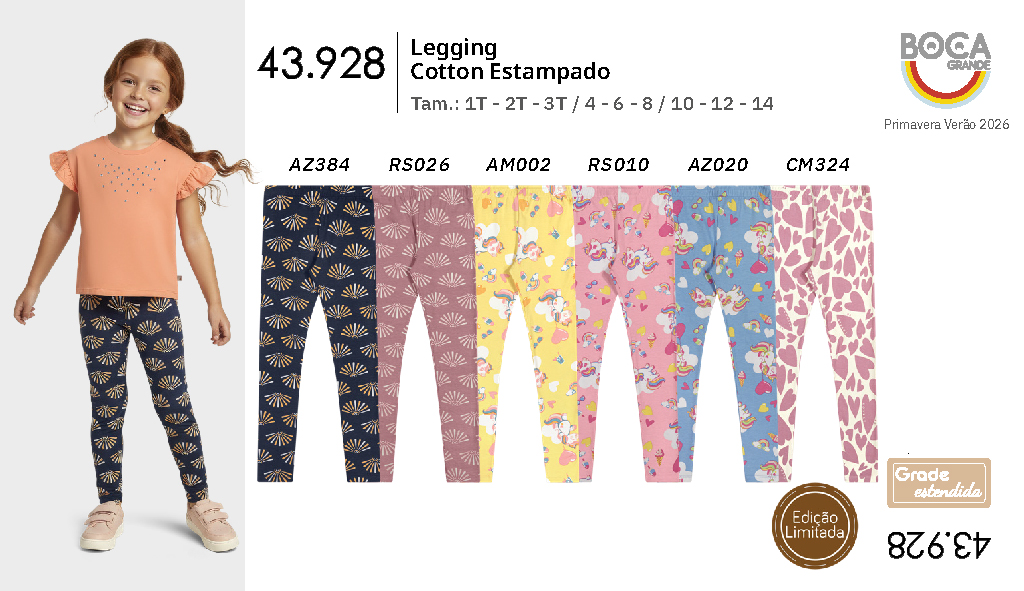 43.928
Legging
Cotton Estampado
Tam.: 1T - 2T - 3T / 4 - 6 - 8 / 10 - 12 - 14
BOCA
GRANDE
Primavera Verão 2026
AZ384 RS026 AM002 RS010 AZ020 CM324
Grade
estendida
Edição
Limitada
43.928